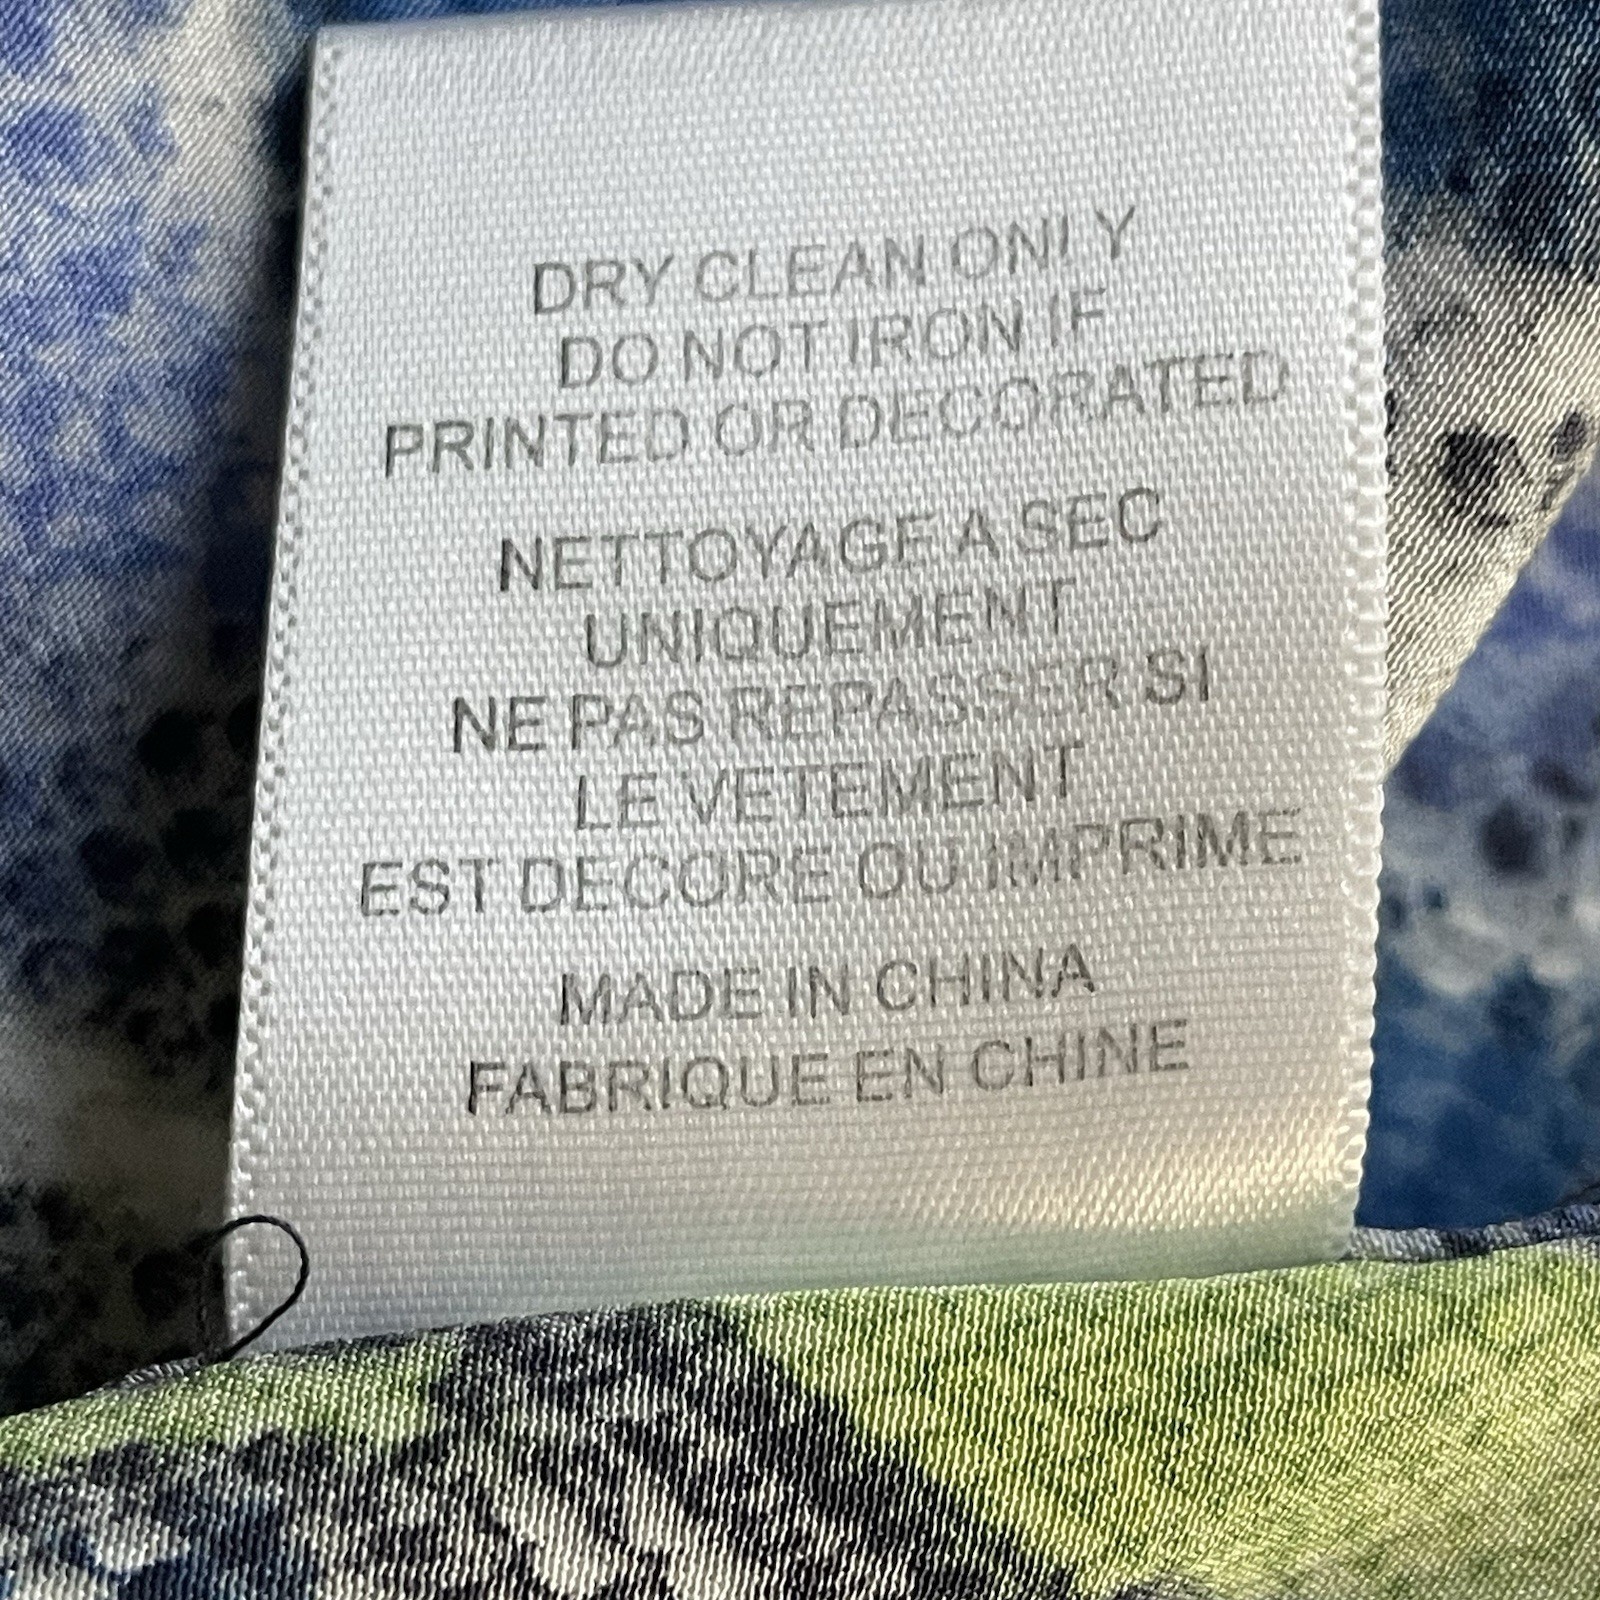 DRY CLEAN ONLY
DO NOT IRON IF
PRINTED OR DECORATED
NETTOYAGE A SEC
UNIQUEMENT
NE PAS REPASSER SI
LE VETEMENT
EST DECORE OU IMPRIME
MADE IN CHINA
FABRIQUE EN CHINE